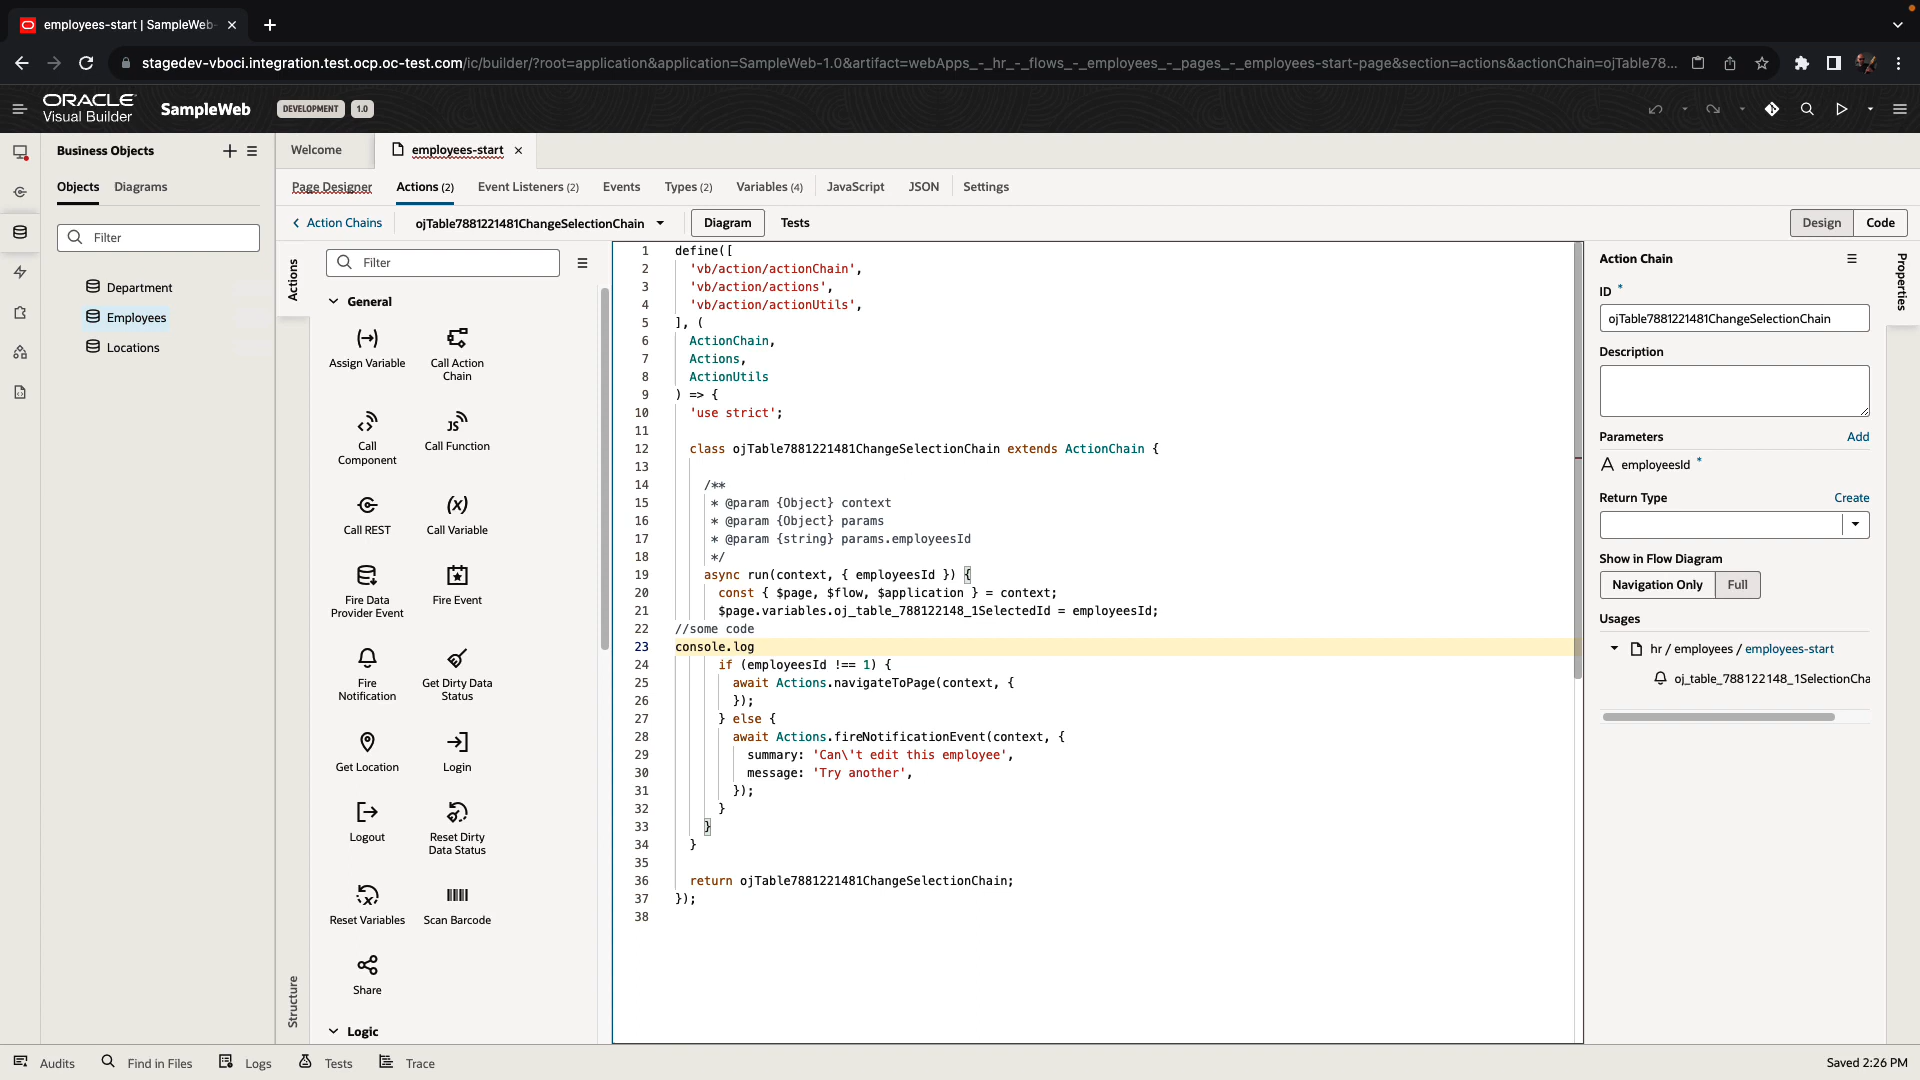 employees-start | SampleWeb-
stagedev-vboci.integration.test.ocp.oc-test.com/ic/builder/?root=application&application=SampleWeb-1.0&artifact=webApps_-_hr_-_flows_-_employees_-_pages_-_employees-start-page&section=actions&actionChain=ojTable78...
ORACLE
Visual Builder
SampleWeb
DEVELOPMENT
1.0
Business Objects
Welcome
employees-start
Objects
Diagrams
Page Designer
Actions (2)
Event Listeners (2)
Events
Types (2)
Variables (4)
JavaScript
JSON
Settings
Action Chains
ojTable7881221481ChangeSelectionChain
Diagram
Tests
Design
Code
Filter
Department
Employees
Locations
Actions
Structure
Filter
General
Assign Variable
Call Action
Chain
Call
Component
Call Function
Call REST
Call Variable
Fire Data
Provider Event
Fire Event
Fire
Notification
Get Dirty Data
Status
Get Location
Login
Logout
Reset Dirty
Data Status
Reset Variables
Scan Barcode
Share
Logic
1 define([
2 'vb/action/actionChain',
3 'vb/action/actions',
4 'vb/action/actionUtils',
5 ], (
6 ActionChain,
7 Actions,
8 ActionUtils
9 ) => {
10 'use strict';
11
12 class ojTable7881221481ChangeSelectionChain extends ActionChain {
13
14 /**
15 * @param {Object} context
16 * @param {Object} params
17 * @param {string} params.employeesId
18 */
19 async run(context, { employeesId }) {
20 const { $page, $flow, $application } = context;
21 $page.variables.oj_table_788122148_1SelectedId = employeesId;
22 //some code
23 console.log
24 if (employeesId !== 1) {
25 await Actions.navigateToPage(context, {
26 });
27 } else {
28 await Actions.fireNotificationEvent(context, {
29 summary: 'Can\'t edit this employee',
30 message: 'Try another',
31 });
32 }
33 }
34 }
35
36 return ojTable7881221481ChangeSelectionChain;
37 });
38
Action Chain
Properties
ID *
ojTable7881221481ChangeSelectionChain
Description
Parameters
Add
A employeesId *
Return Type
Create
Show in Flow Diagram
Navigation Only
Full
Usages
hr / employees / employees-start
oj_table_788122148_1SelectionCha
Audits
Find in Files
Logs
Tests
Trace
Saved 2:26 PM